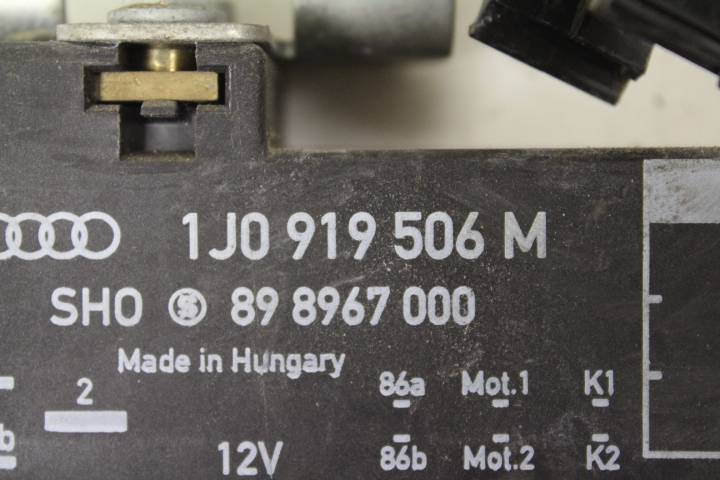 1J0 919 506 M
SHO S 89 8967 000
Made in Hungary
2 86a Mot.1 K1
b 12V 86b Mot.2 K2